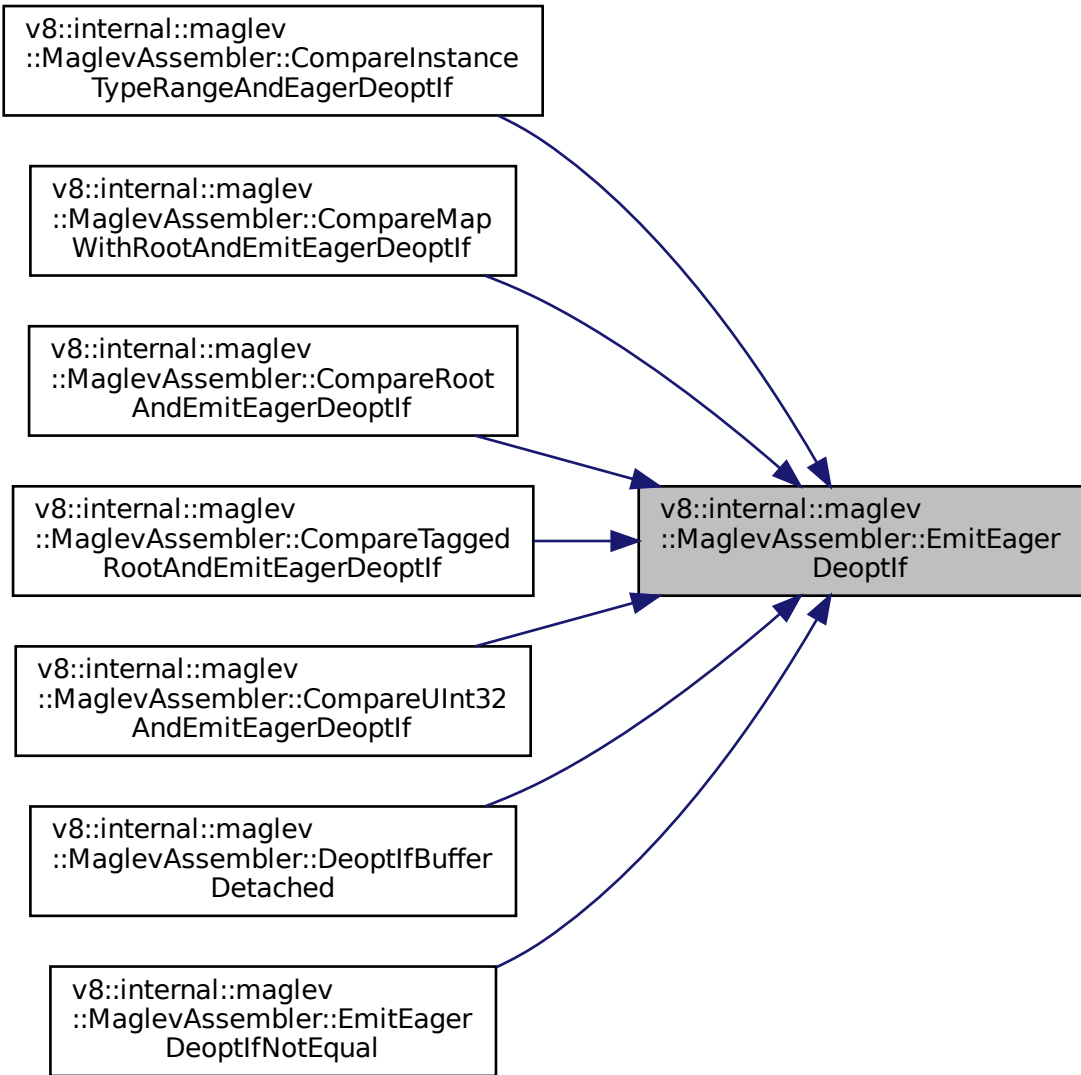 v8::internal::maglev
::MaglevAssembler::CompareInstance
TypeRangeAndEagerDeoptIf
v8::internal::maglev
::MaglevAssembler::CompareMap
WithRootAndEmitEagerDeoptIf
v8::internal::maglev
::MaglevAssembler::CompareRoot
AndEmitEagerDeoptIf
v8::internal::maglev
::MaglevAssembler::CompareTagged
RootAndEmitEagerDeoptIf
v8::internal::maglev
::MaglevAssembler::EmitEager
DeoptIf
v8::internal::maglev
::MaglevAssembler::CompareUInt32
AndEmitEagerDeoptIf
v8::internal::maglev
::MaglevAssembler::DeoptIfBuffer
Detached
v8::internal::maglev
::MaglevAssembler::EmitEager
DeoptIfNotEqual